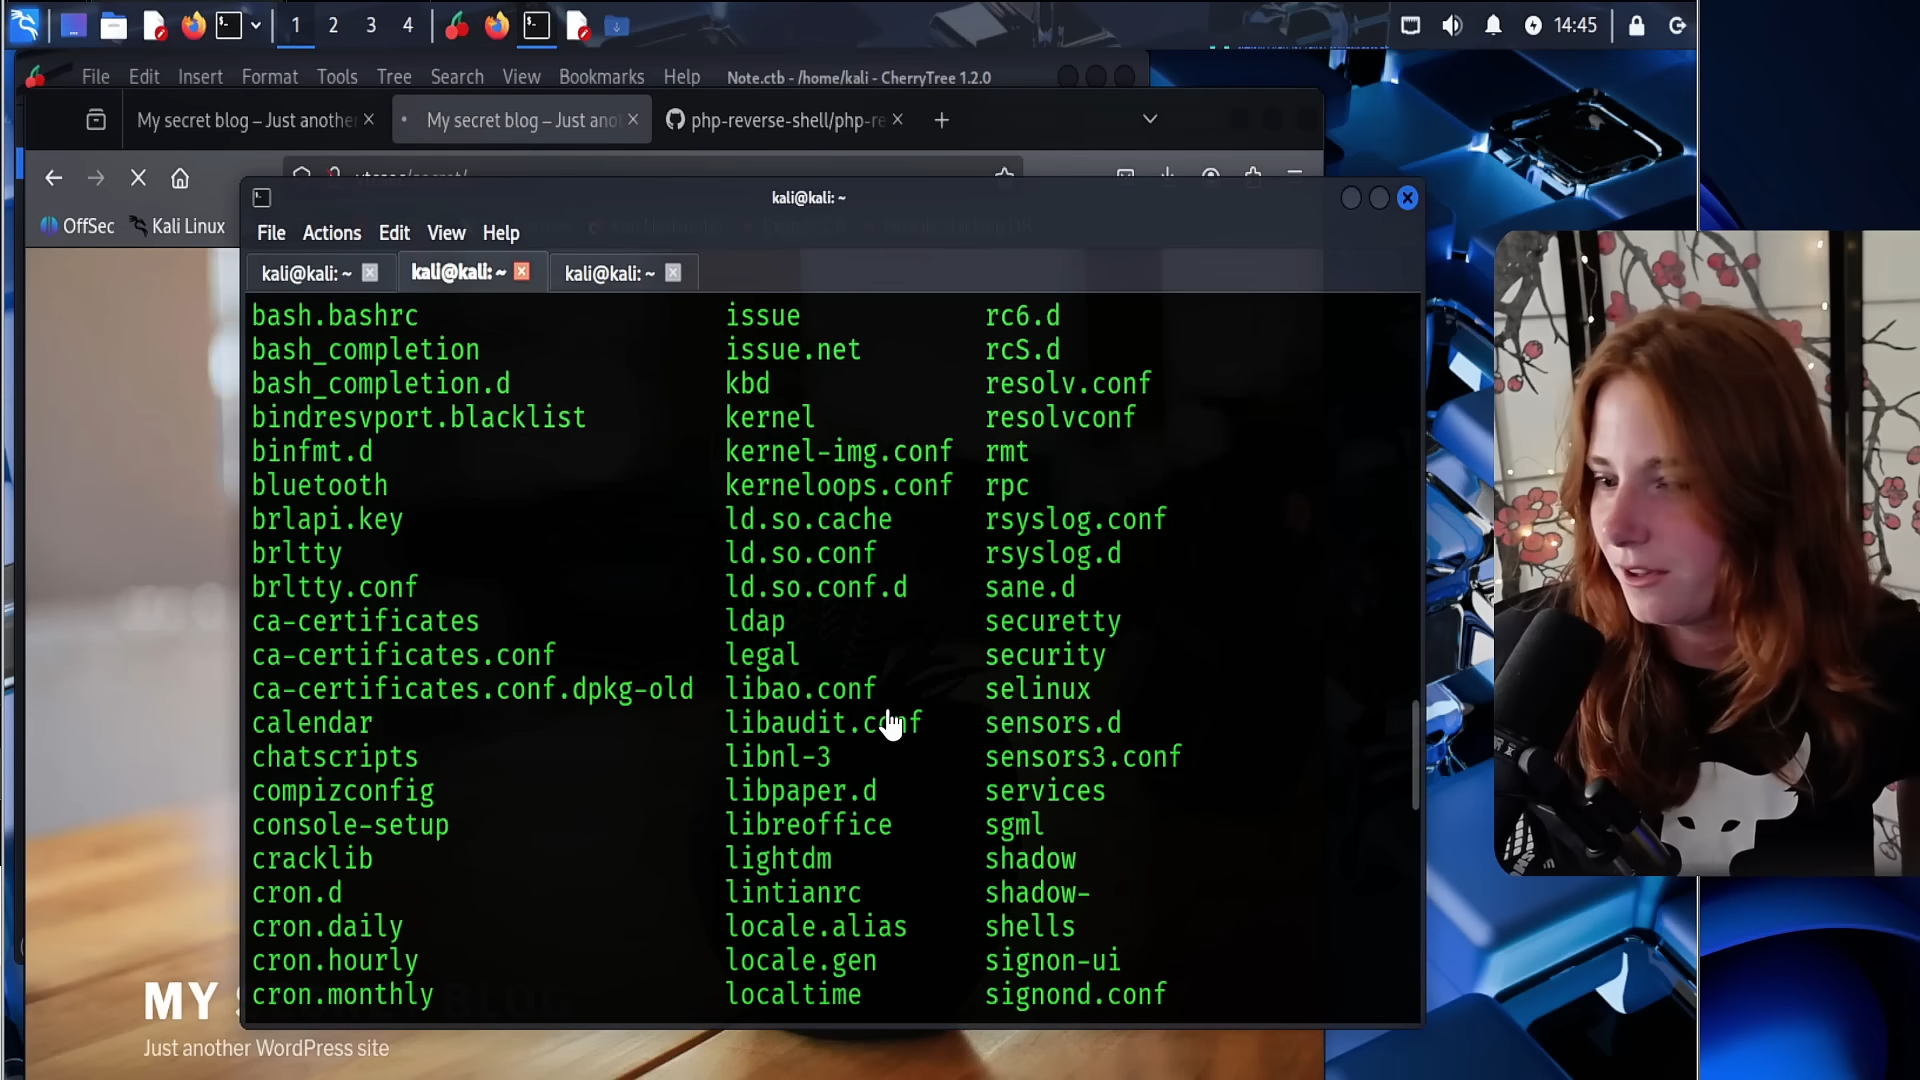 1 2 3 4 14:45
File Edit Insert Format Tools Tree Search View Bookmarks Help Note.ctb - /home/kali - CherryTree 1.2.0
My secret blog – Just another My secret blog – Just ano php-reverse-shell/php-re
OffSec Kali Linux
kali@kali: ~
File Actions Edit View Help
kali@kali: ~ kali@kali: ~ kali@kali: ~
bash.bashrc issue rc6.d
bash_completion issue.net rcS.d
bash_completion.d kbd resolv.conf
bindresvport.blacklist kernel resolvconf
binfmt.d kernel-img.conf rmt
bluetooth kerneloops.conf rpc
brlapi.key ld.so.cache rsyslog.conf
brltty ld.so.conf rsyslog.d
brltty.conf ld.so.conf.d sane.d
ca-certificates ldap securetty
ca-certificates.conf legal security
ca-certificates.conf.dpkg-old libao.conf selinux
calendar libaudit.conf sensors.d
chatscripts libnl-3 sensors3.conf
compizconfig libpaper.d services
console-setup libreoffice sgml
cracklib lightdm shadow
cron.d lintianrc shadow-
cron.daily locale.alias shells
cron.hourly locale.gen signon-ui
cron.monthly localtime signond.conf
MY BLOG
Just another WordPress site